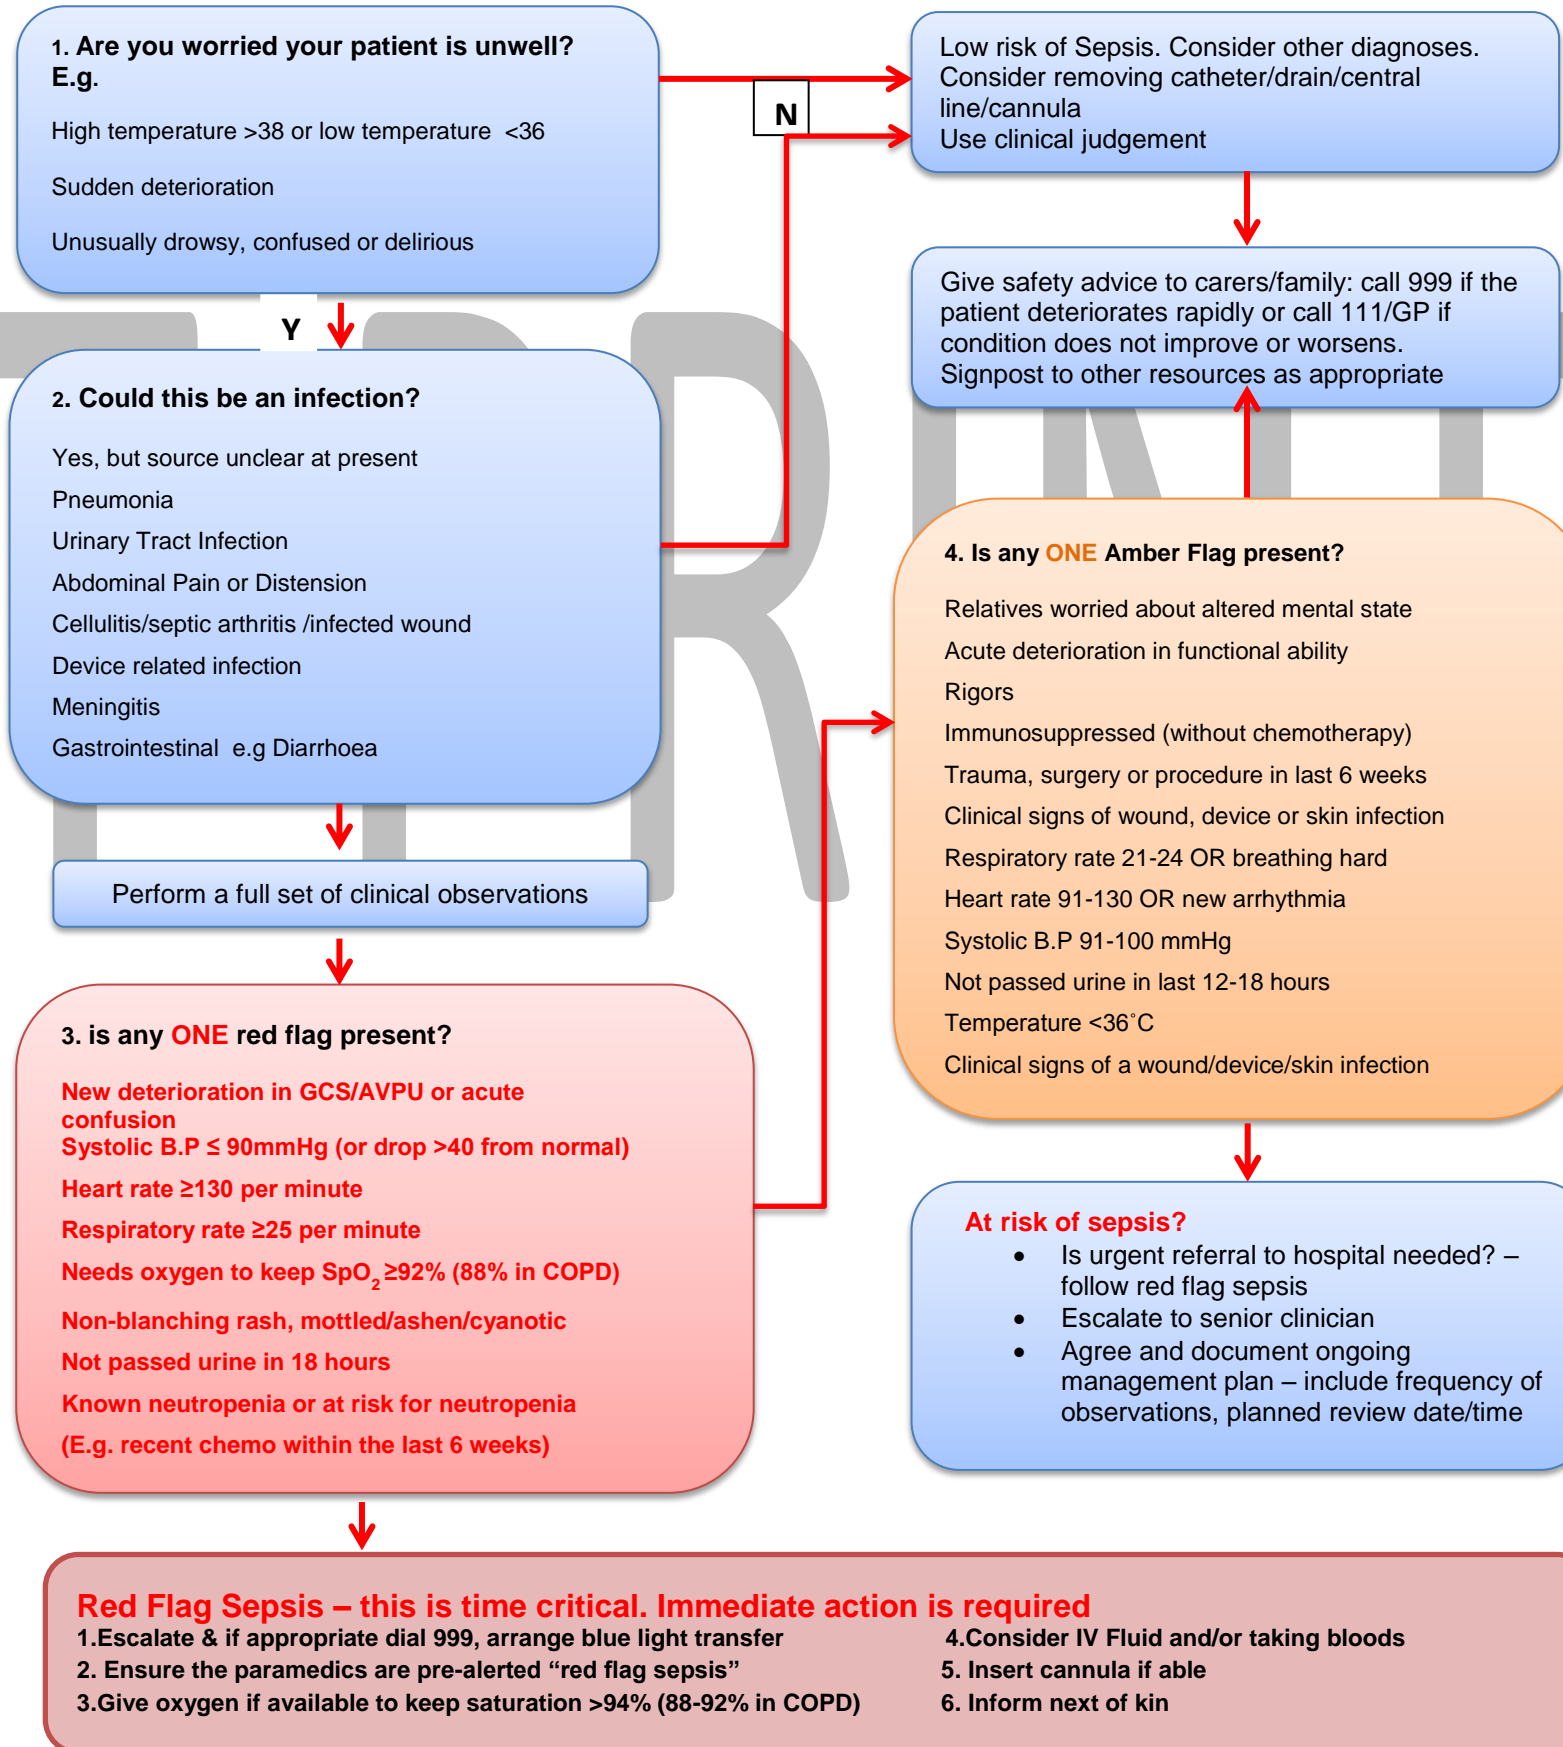 1. Are you worried your patient is unwell?
E.g.
High temperature >38 or low temperature  <36
Sudden deterioration
Unusually drowsy, confused or delirious
N
Low risk of Sepsis. Consider other diagnoses.
Consider removing catheter/drain/central
line/cannula
Use clinical judgement
Give safety advice to carers/family: call 999 if the
patient deteriorates rapidly or call 111/GP if
condition does not improve or worsens.
Signpost to other resources as appropriate
Y
2. Could this be an infection?
Yes, but source unclear at present
Pneumonia
Urinary Tract Infection
Abdominal Pain or Distension
Cellulitis/septic arthritis /infected wound
Device related infection
Meningitis
Gastrointestinal  e.g Diarrhoea
Perform a full set of clinical observations
3. is any ONE red flag present?
New deterioration in GCS/AVPU or acute
confusion
Systolic B.P ≤ 90mmHg (or drop >40 from normal)
Heart rate ≥130 per minute
Respiratory rate ≥25 per minute
Needs oxygen to keep SpO2 ≥92% (88% in COPD)
Non-blanching rash, mottled/ashen/cyanotic
Not passed urine in 18 hours
Known neutropenia or at risk for neutropenia
(E.g. recent chemo within the last 6 weeks)
4. Is any ONE Amber Flag present?
Relatives worried about altered mental state
Acute deterioration in functional ability
Rigors
Immunosuppressed (without chemotherapy)
Trauma, surgery or procedure in last 6 weeks
Clinical signs of wound, device or skin infection
Respiratory rate 21-24 OR breathing hard
Heart rate 91-130 OR new arrhythmia
Systolic B.P 91-100 mmHg
Not passed urine in last 12-18 hours
Temperature <36˚C
Clinical signs of a wound/device/skin infection
At risk of sepsis?
• Is urgent referral to hospital needed? –
follow red flag sepsis
• Escalate to senior clinician
• Agree and document ongoing
management plan – include frequency of
observations, planned review date/time
Red Flag Sepsis – this is time critical. Immediate action is required
1.Escalate & if appropriate dial 999, arrange blue light transfer
2. Ensure the paramedics are pre-alerted “red flag sepsis”
3.Give oxygen if available to keep saturation >94% (88-92% in COPD)
4.Consider IV Fluid and/or taking bloods
5. Insert cannula if able
6. Inform next of kin